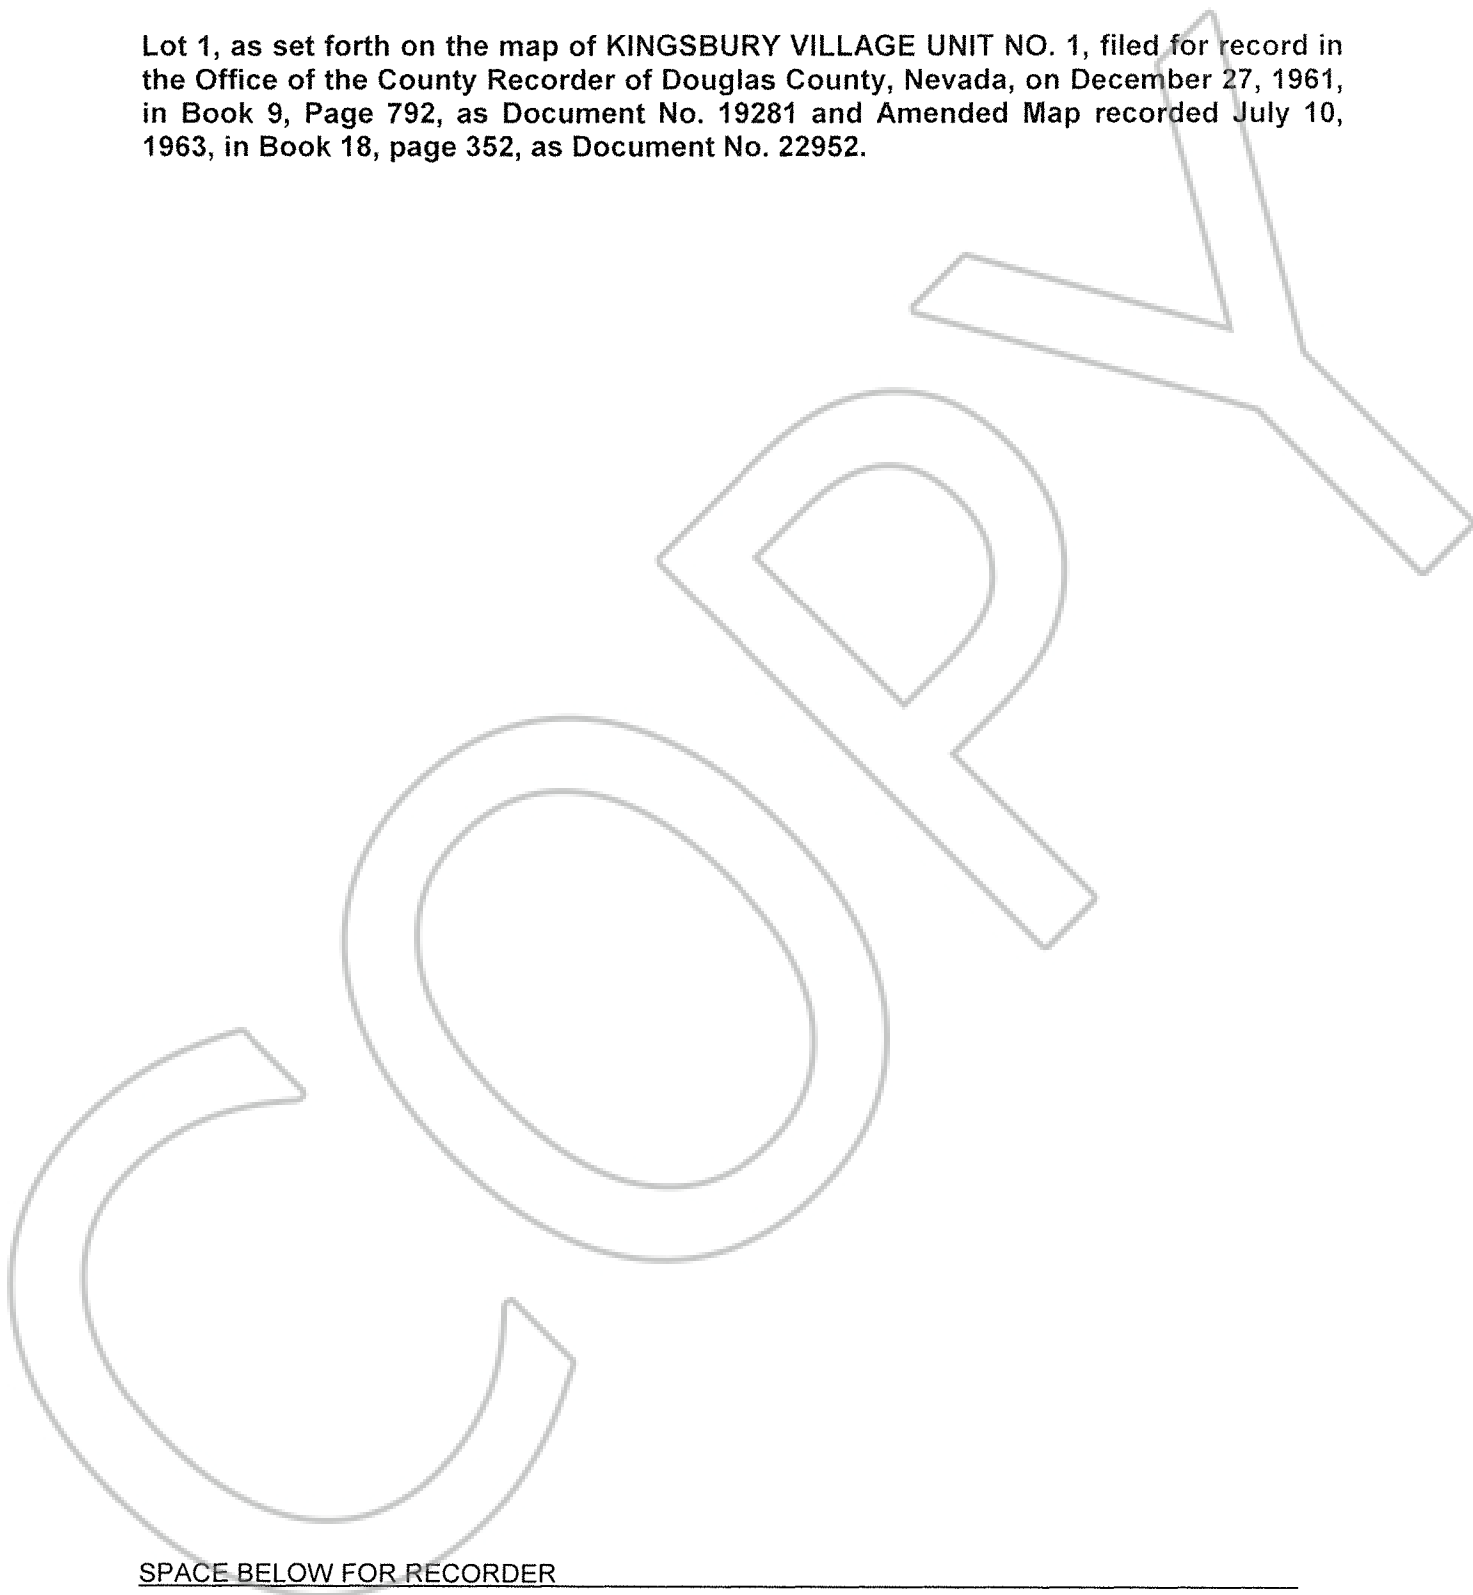 Lot 1, as set forth on the map of KINGSBURY VILLAGE UNIT NO. 1, filed for record in
the Office of the County Recorder of Douglas County, Nevada, on December 27, 1961,
in Book 9, Page 792, as Document No. 19281 and Amended Map recorded July 10,
1963, in Book 18, page 352, as Document No. 22952.
COPY
SPACE BELOW FOR RECORDER